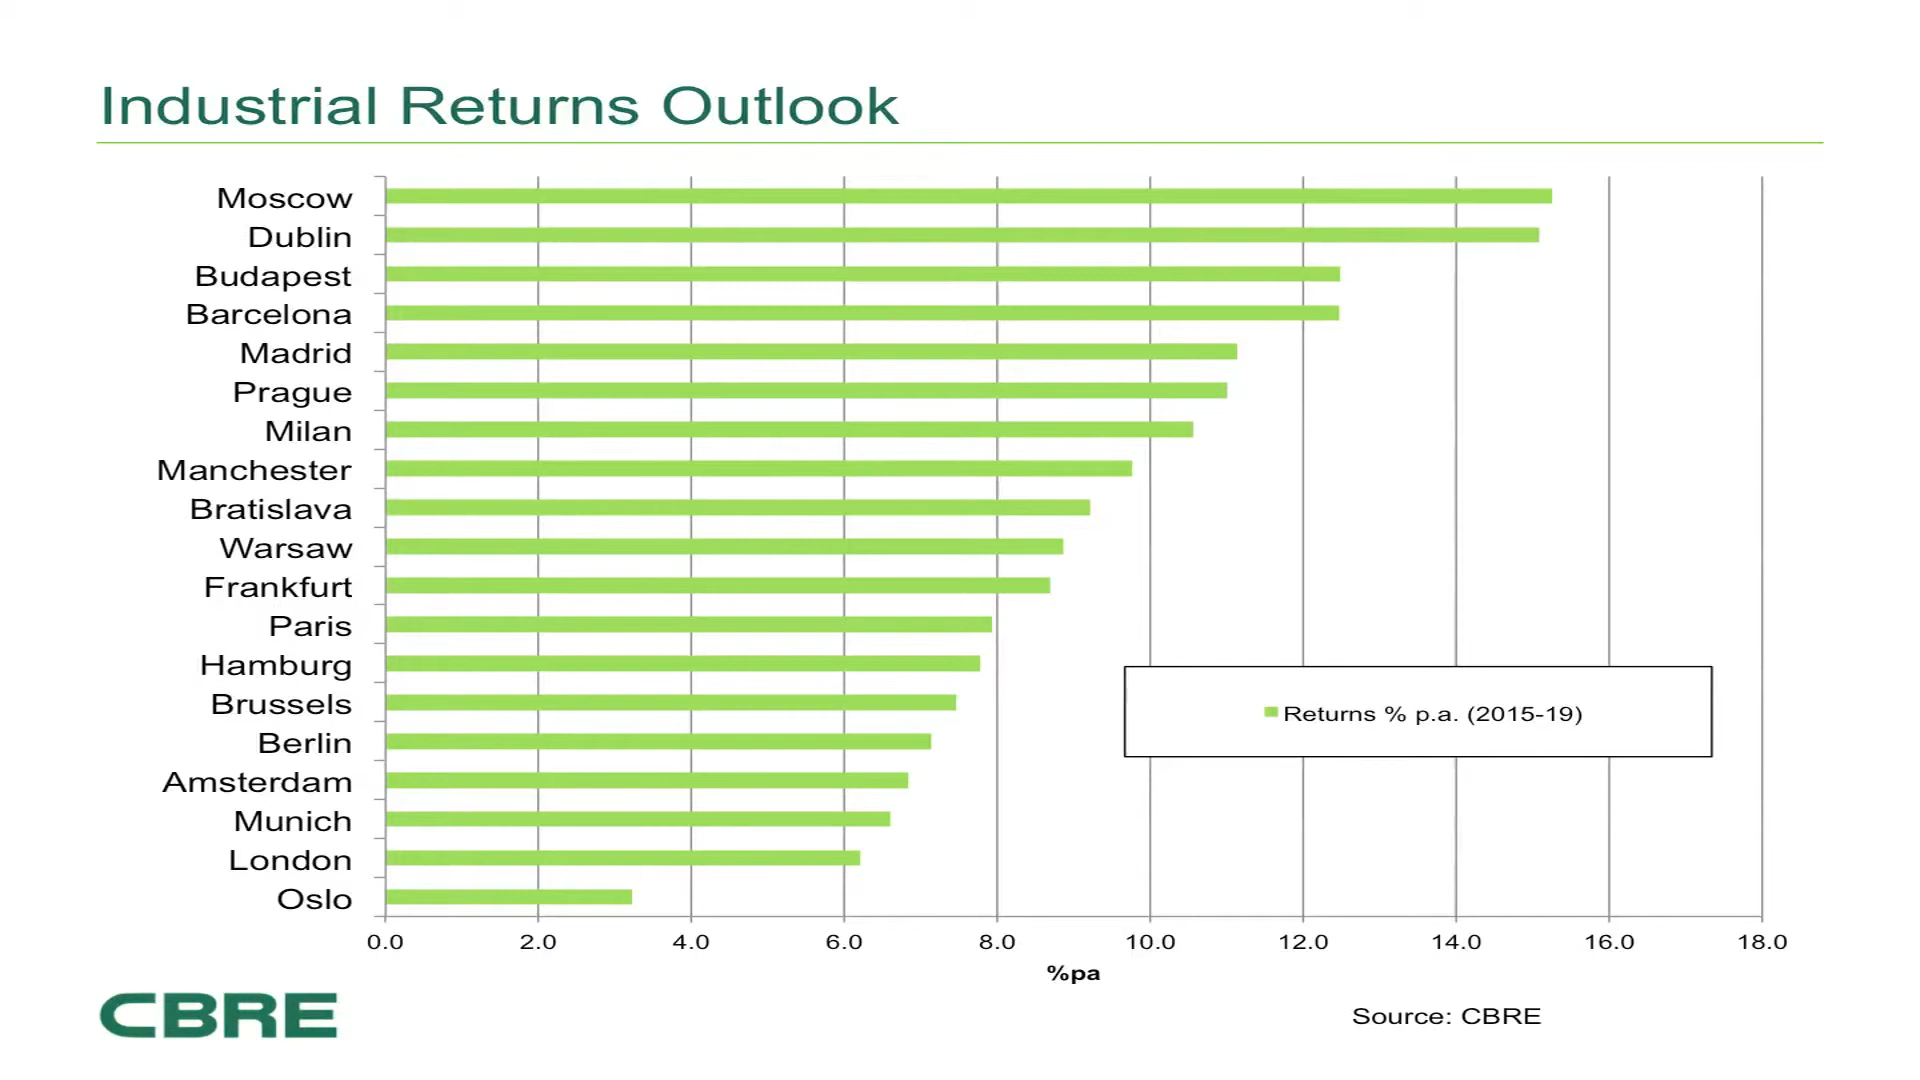 Industrial Returns Outlook
Moscow
Dublin
Budapest
Barcelona
Madrid
Prague
Milan
Manchester
Bratislava
Warsaw
Frankfurt
Paris
Hamburg
Brussels
Berlin
Amsterdam
Munich
London
Oslo
Returns % p.a. (2015-19)
0.0 2.0 4.0 6.0 8.0 10.0 12.0 14.0 16.0 18.0
%pa
CBRE
Source: CBRE